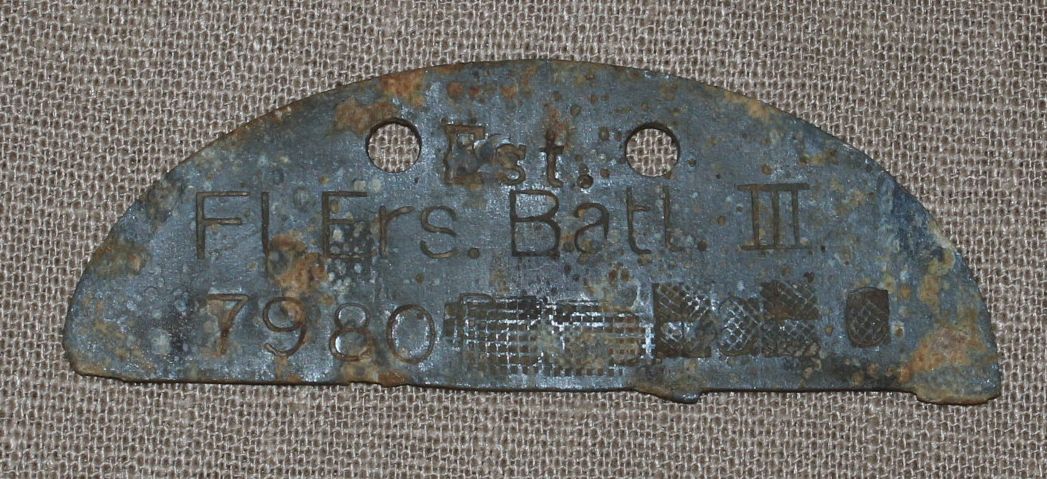 Est.
Fl. Ers. Batl. III.
7980